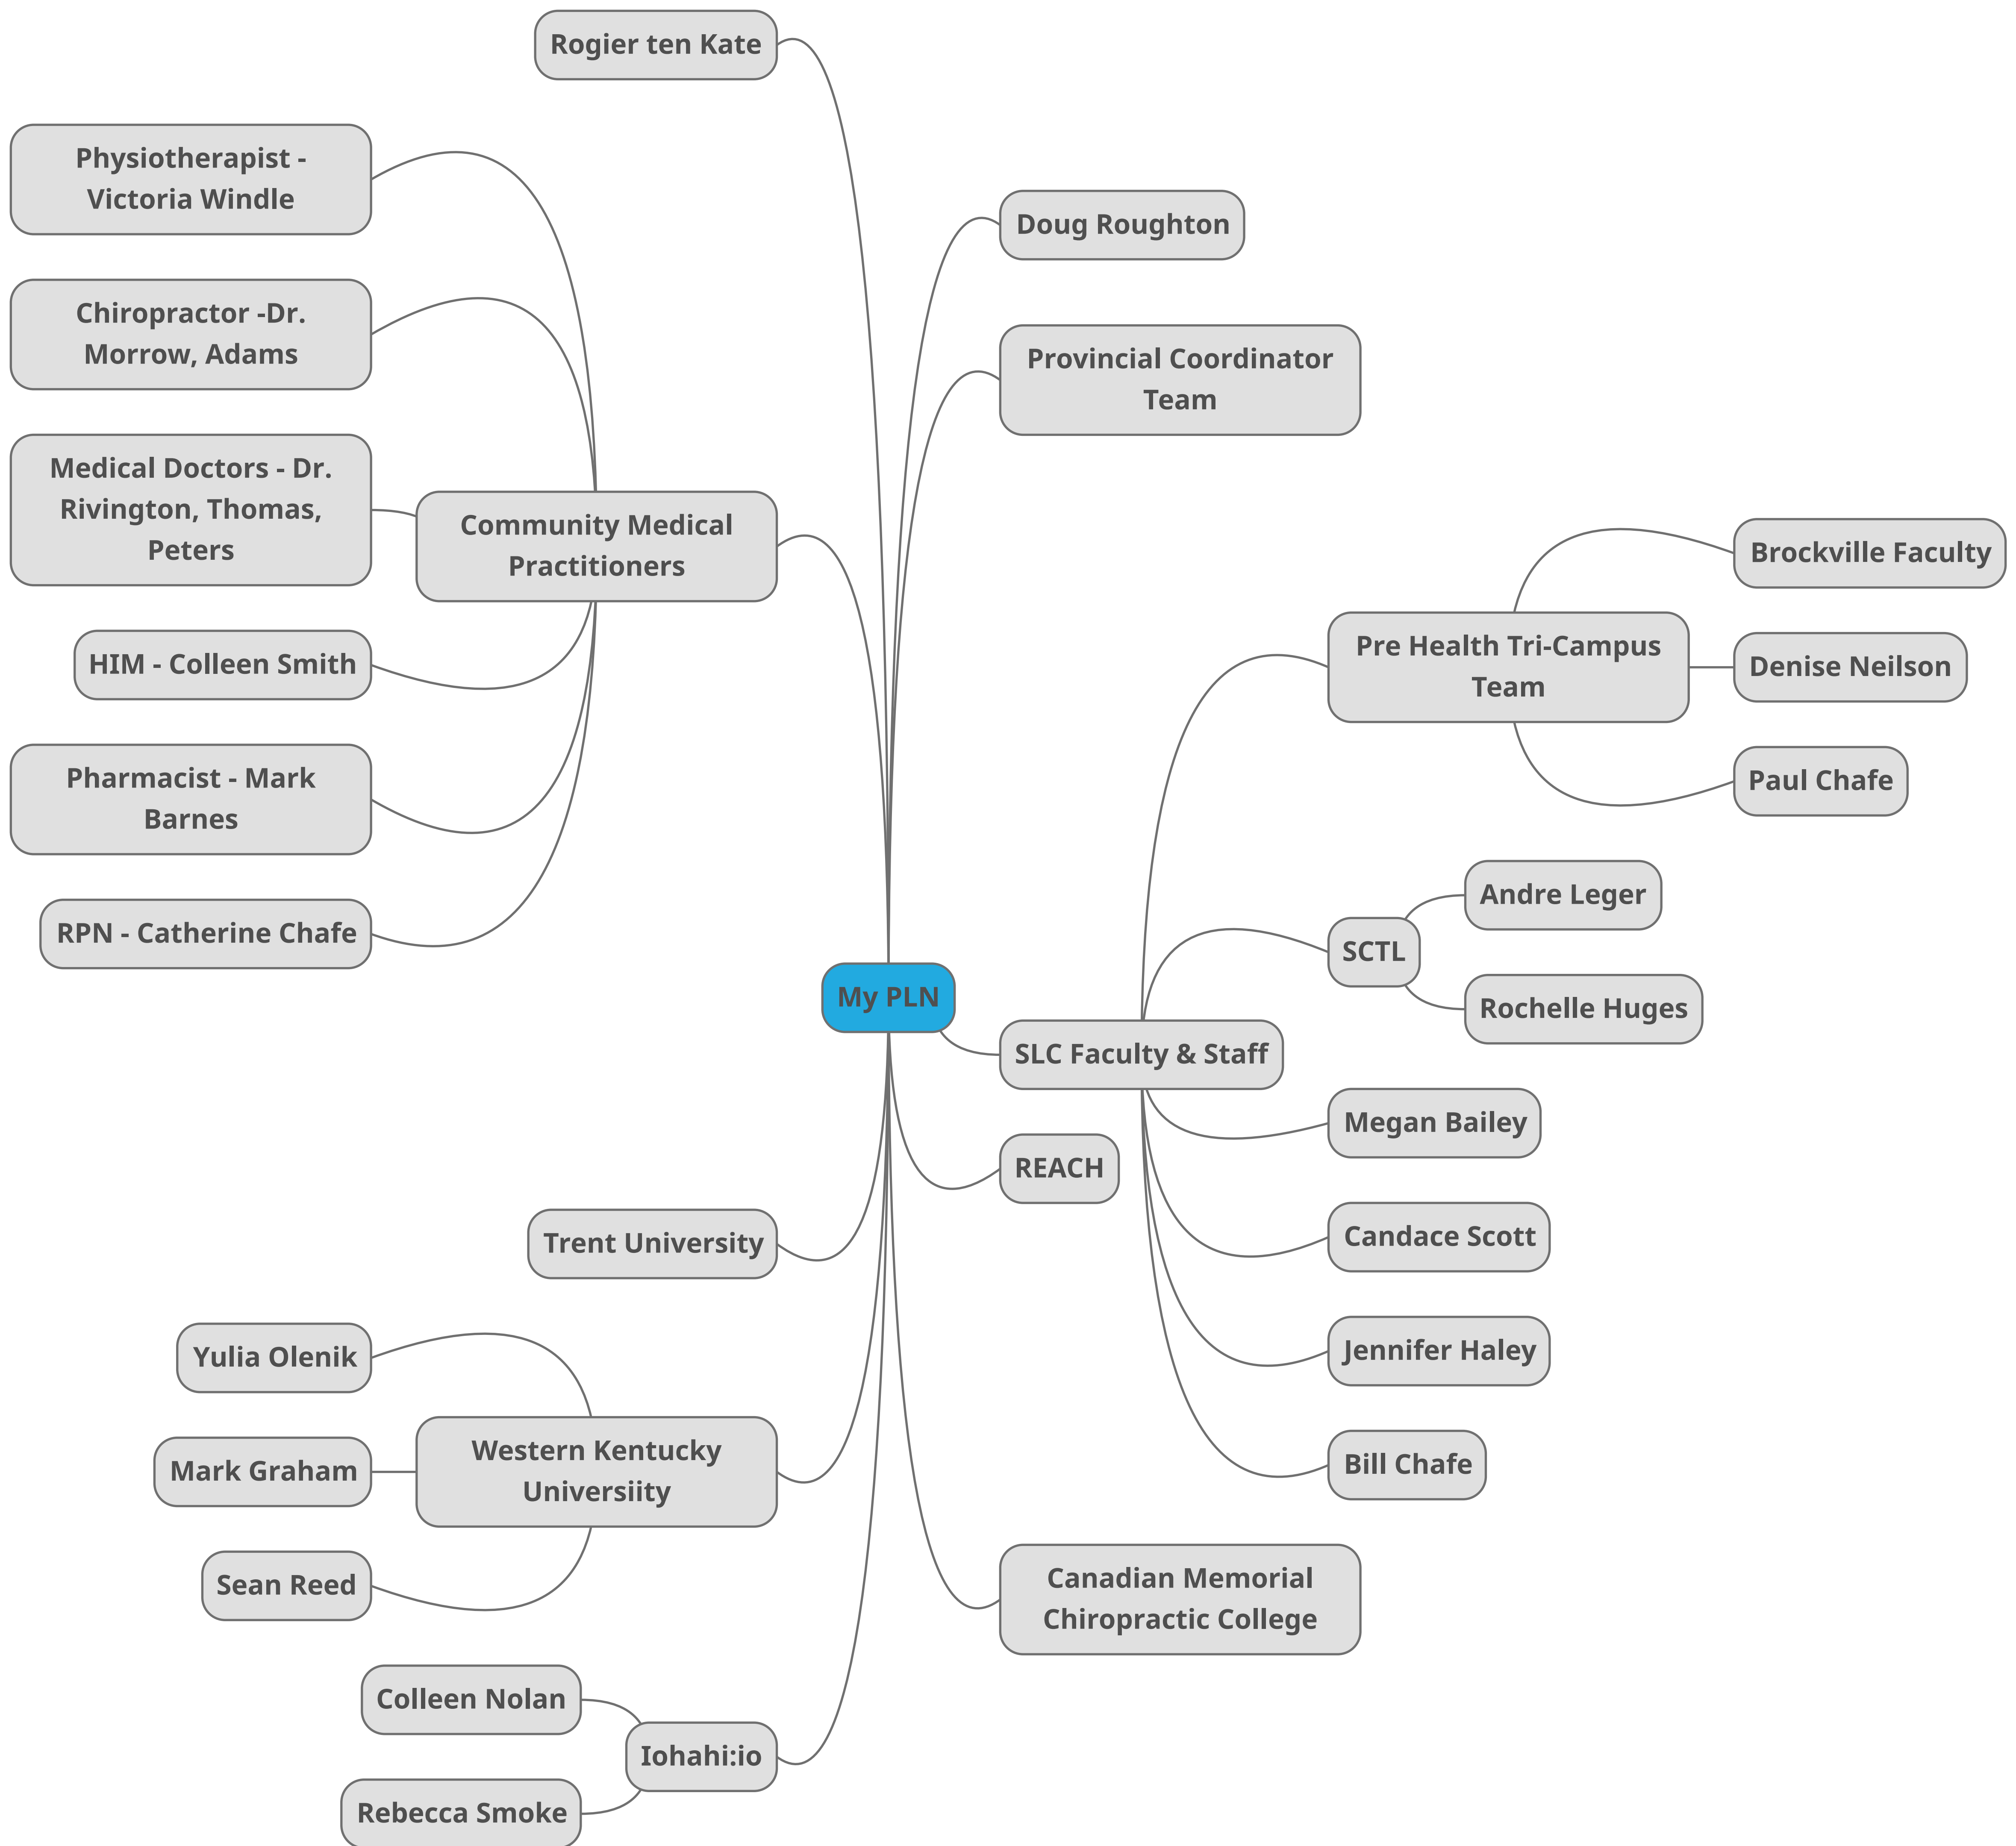 Rogier ten Kate
Physiotherapist -
Victoria Windle
Chiropractor -Dr.
Morrow, Adams
Medical Doctors - Dr.
Rivington, Thomas,
Peters
Community Medical
Practitioners
HIM - Colleen Smith
Pharmacist - Mark
Barnes
RPN - Catherine Chafe
My PLN
Trent University
Yulia Olenik
Mark Graham
Sean Reed
Western Kentucky
Universiity
Colleen Nolan
Iohahi:io
Rebecca Smoke
Doug Roughton
Provincial Coordinator
Team
SLC Faculty & Staff
Pre Health Tri-Campus
Team
Brockville Faculty
Denise Neilson
Paul Chafe
SCTL
Andre Leger
Rochelle Huges
Megan Bailey
Candace Scott
Jennifer Haley
Bill Chafe
REACH
Canadian Memorial
Chiropractic College